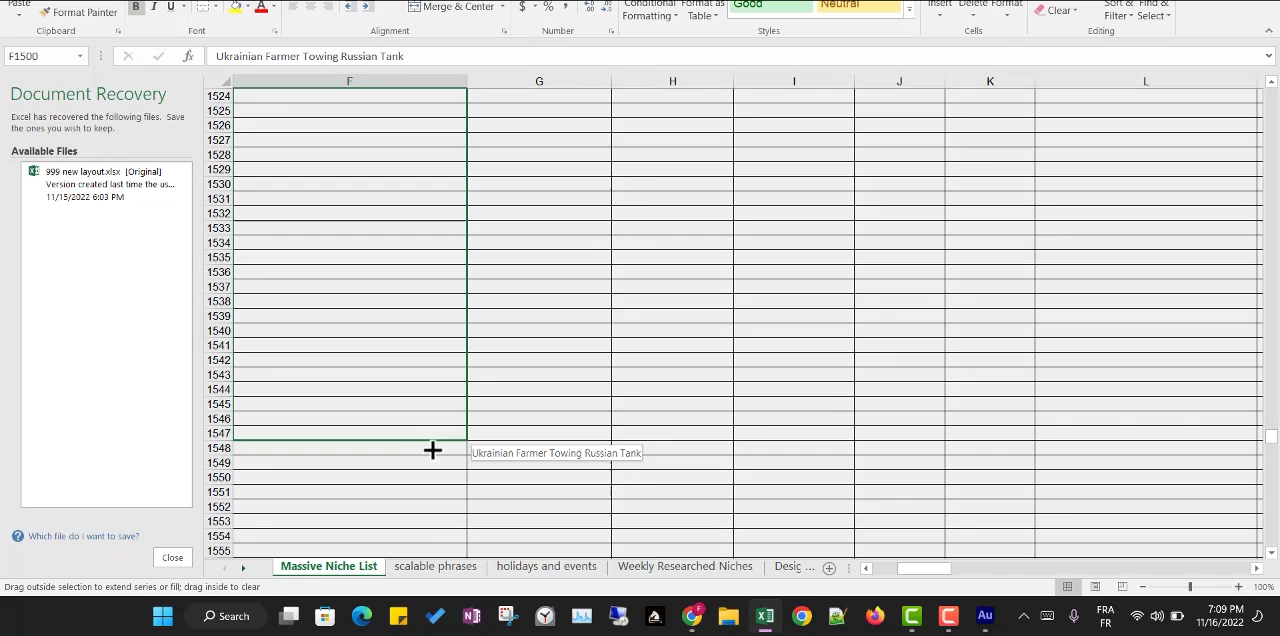 Paste Format Painter B I U A Merge & Center $ % , Conditional Format as Good Neutral Insert Delete Format Clear Sort & Find &
Formatting Table Filter Select
Clipboard Font Alignment Number Styles Cells Editing
F1500 fx Ukrainian Farmer Towing Russian Tank
F G H I J K L
Document Recovery
Excel has recovered the following files. Save
the ones you wish to keep.
Available Files
999 new layout.xlsx [Original]
Version created last time the us...
11/15/2022 6:03 PM
Which file do I want to save?
Close
1524
1525
1526
1527
1528
1529
1530
1531
1532
1533
1534
1535
1536
1537
1538
1539
1540
1541
1542
1543
1544
1545
1546
1547
1548
Ukrainian Farmer Towing Russian Tank
1549
1550
1551
1552
1553
1554
1555
Massive Niche List scalable phrases holidays and events Weekly Researched Niches Desig ...
Drag outside selection to extend series or fill; drag inside to clear 100%
Search FRA 7:09 PM
FR 11/16/2022